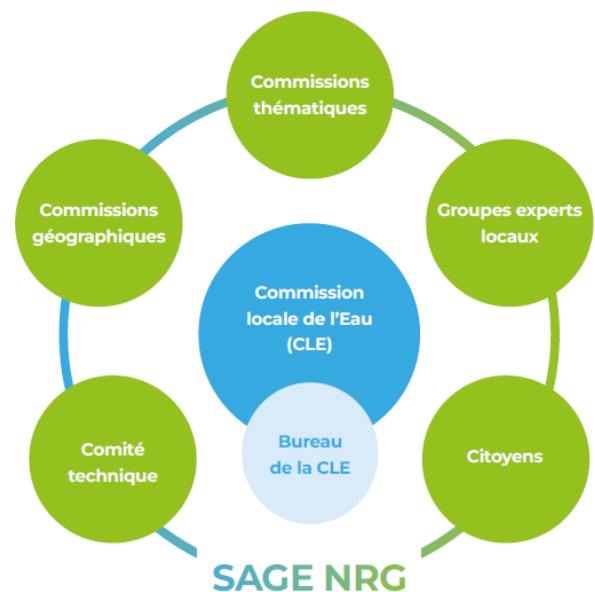 Commissions
thématiques
Commissions
géographiques
Groupes experts
locaux
Commission
locale de l'Eau
(CLE)
Bureau
de la CLE
Comité
technique
Citoyens
SAGE NRG